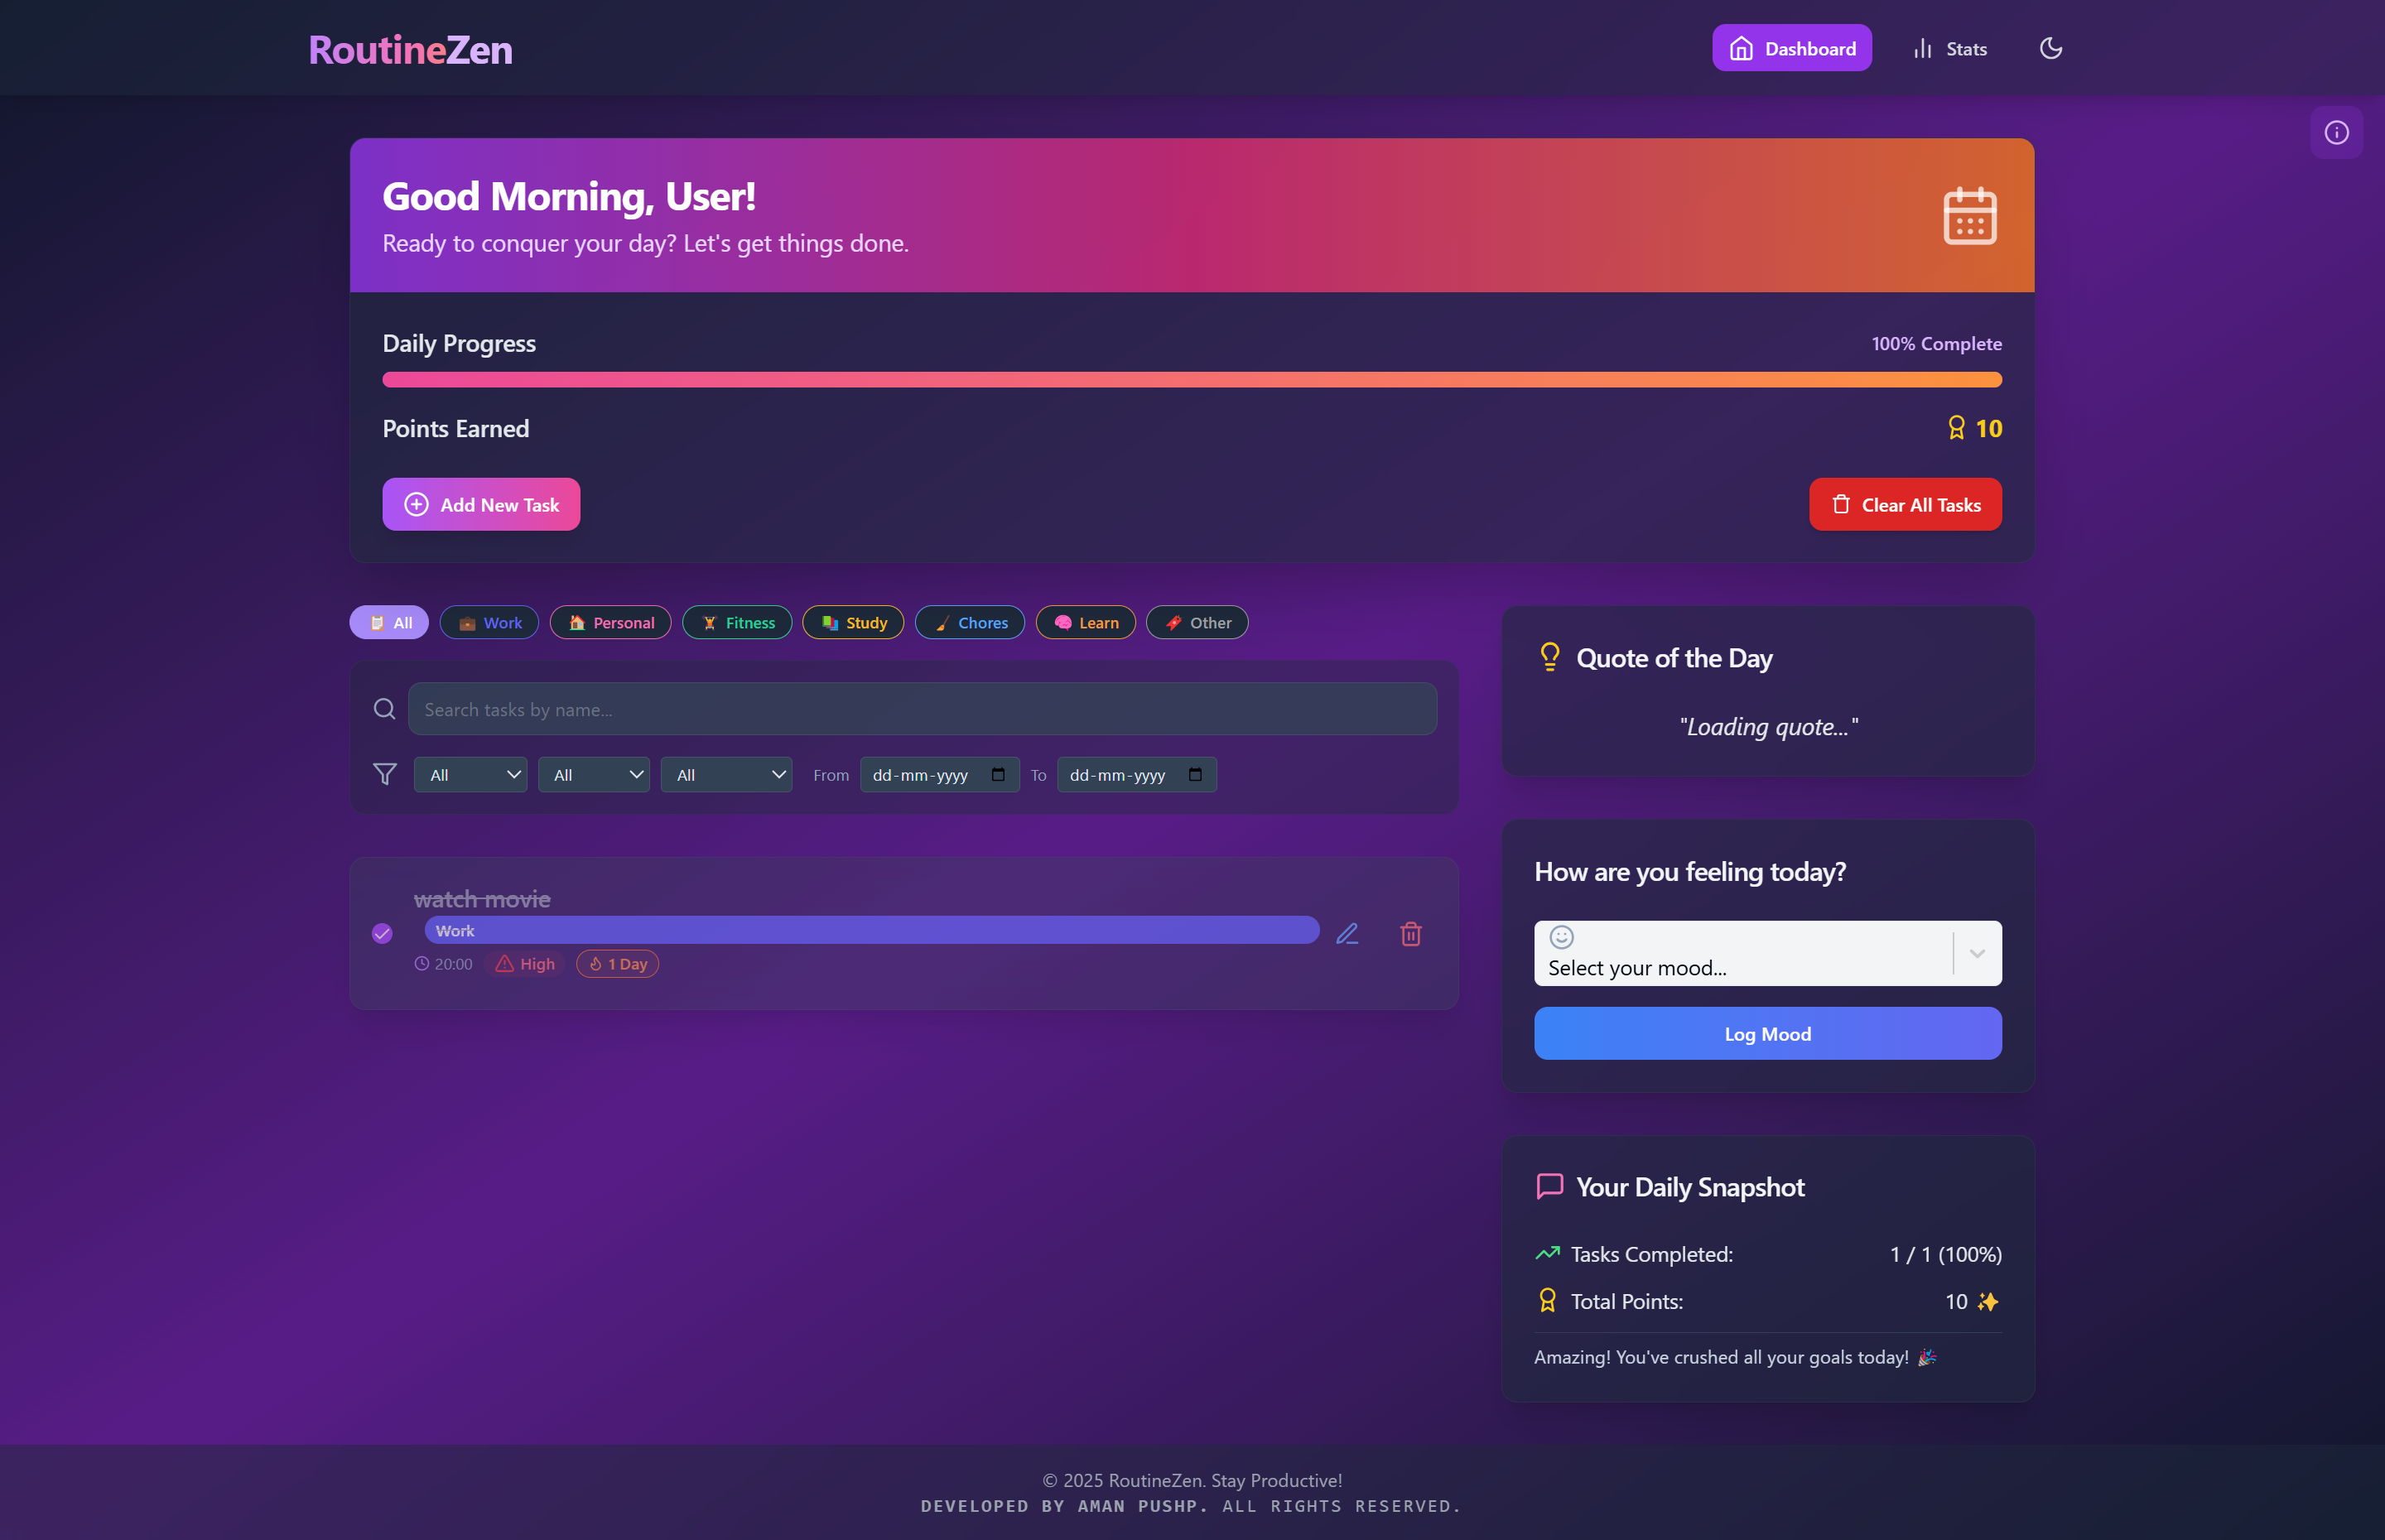 RoutineZen
Dashboard
Stats
Good Morning, User!
Ready to conquer your day? Let's get things done.
Daily Progress
100% Complete
Points Earned
10
Add New Task
Clear All Tasks
All
Work
Personal
Fitness
Study
Chores
Learn
Other
Search tasks by name...
All
All
All
From
dd-mm-yyyy
To
dd-mm-yyyy
watch movie
Work
20:00
High
1 Day
Quote of the Day
"Loading quote..."
How are you feeling today?
Select your mood...
Log Mood
Your Daily Snapshot
Tasks Completed:
1 / 1 (100%)
Total Points:
10 ✨
Amazing! You've crushed all your goals today! 🎉
© 2025 RoutineZen. Stay Productive!
DEVELOPED BY AMAN PUSHP. ALL RIGHTS RESERVED.